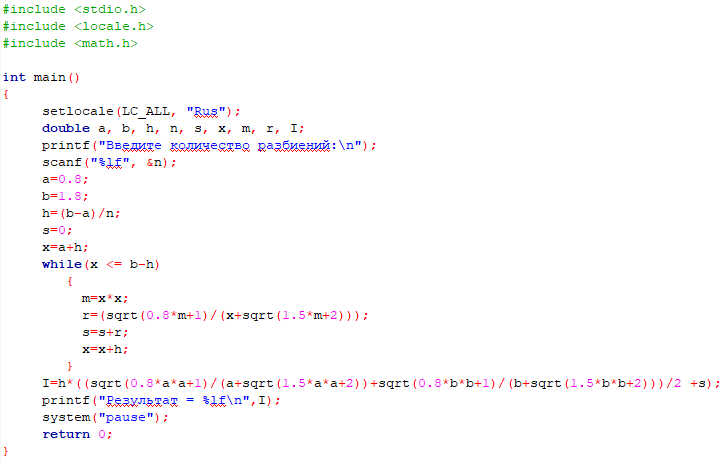 #include <stdio.h>
#include <locale.h>
#include <math.h>
int main()
{
setlocale(LC_ALL, "Rus");
double a, b, h, n, s, x, m, r, I;
printf("Введите количество разбиений:\n");
scanf("%lf", &n);
a=0.8;
b=1.8;
h=(b-a)/n;
s=0;
x=a+h;
while(x <= b-h)
{
m=x*x;
r=(sqrt(0.8*m+1)/(x+sqrt(1.5*m+2)));
s=s+r;
x=x+h;
}
I=h*((sqrt(0.8*a*a+1)/(a+sqrt(1.5*a*a+2))+sqrt(0.8*b*b+1)/(b+sqrt(1.5*b*b+2)))/2 +s);
printf("Результат = %lf\n",I);
system("pause");
return 0;
}